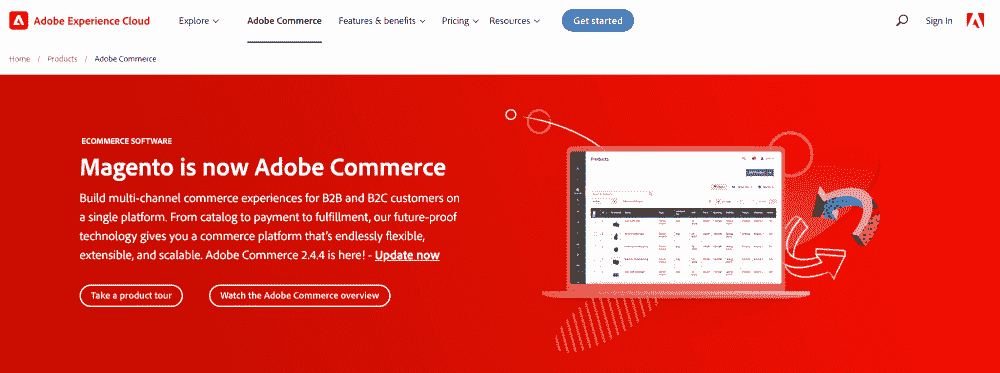 Adobe Experience Cloud Explore Adobe Commerce Features & benefits Pricing Resources Get started Sign In
Home / Products / Adobe Commerce
ECOMMERCE SOFTWARE
Magento is now Adobe Commerce
Build multi-channel commerce experiences for B2B and B2C customers on
a single platform. From catalog to payment to fulfillment, our future-proof
technology gives you a commerce platform that's endlessly flexible,
extensible, and scalable. Adobe Commerce 2.4.4 is here! - Update now
Take a product tour Watch the Adobe Commerce overview
Products